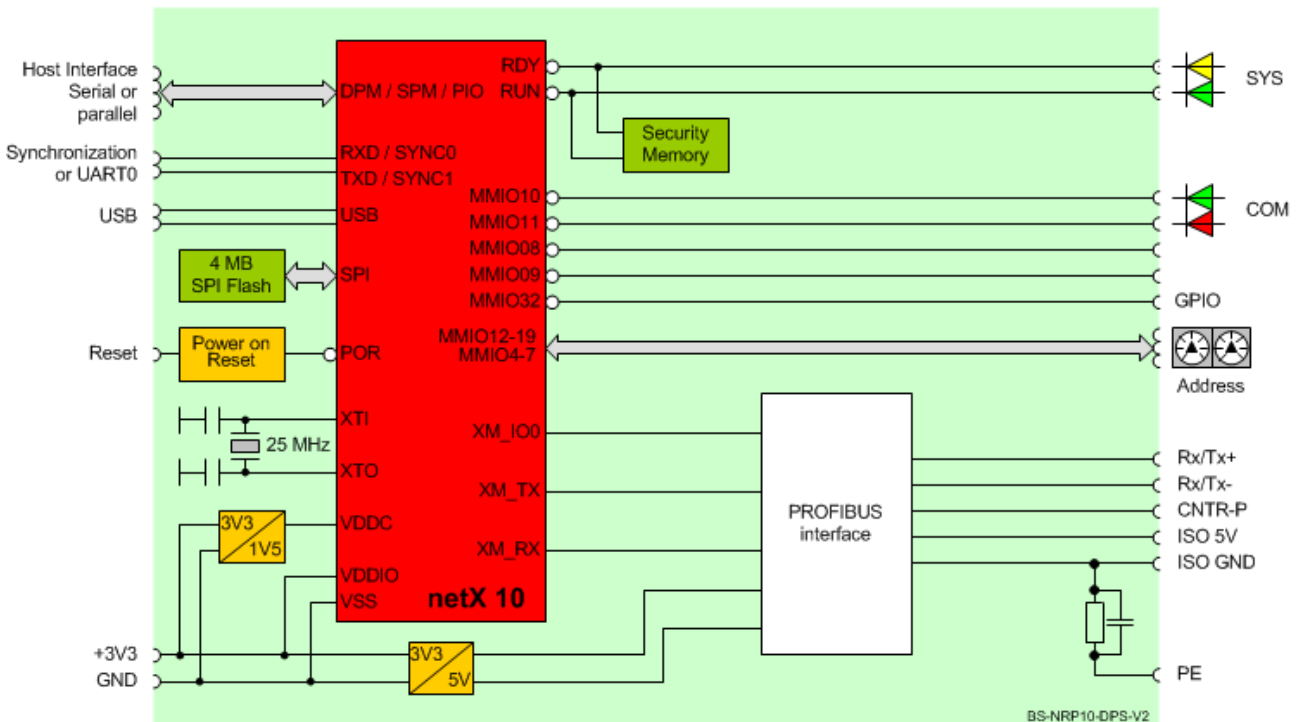 Host Interface
Serial or
parallel
DPM / SPM / PIO
RDY
RUN
SYS
Security
Memory
Synchronization
or UART0
RXD / SYNC0
TXD / SYNC1
USB
USB
MMIO10
MMIO11
COM
MMIO08
MMIO09
MMIO32
GPIO
4 MB
SPI Flash
SPI
MMIO12-19
MMIO4-7
Address
Reset
Power on
Reset
POR
XTI
25 MHz
XTO
XM_IO0
XM_TX
XM_RX
PROFIBUS
interface
Rx/Tx+
Rx/Tx-
CNTR-P
ISO 5V
ISO GND
3V3
1V5
VDDC
VDDIO
VSS
netX 10
+3V3
GND
3V3
5V
PE
BS-NRP10-DPS-V2